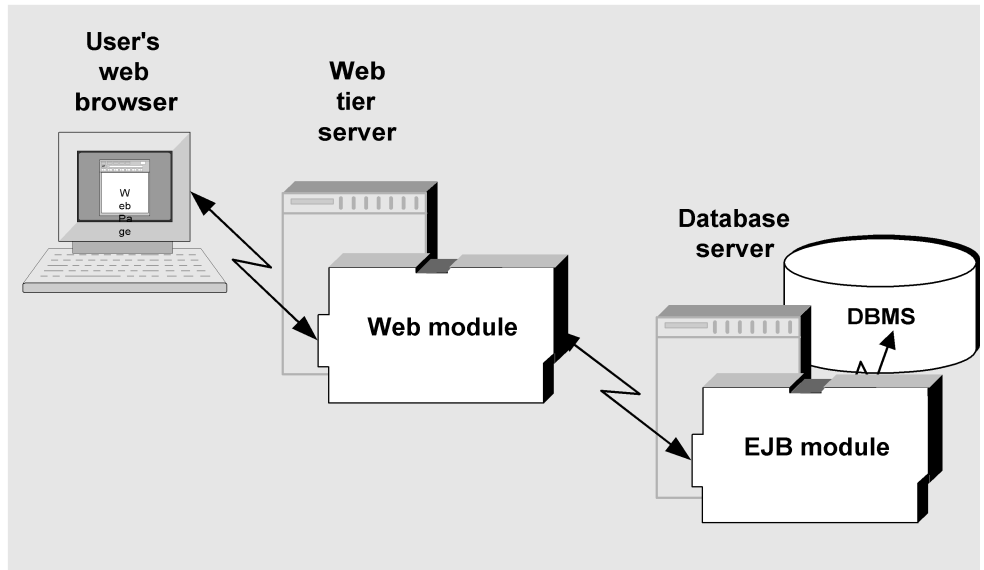 User's
web
browser
Web
tier
server
W
eb
Pa
ge
Database
server
DBMS
Web module
EJB module